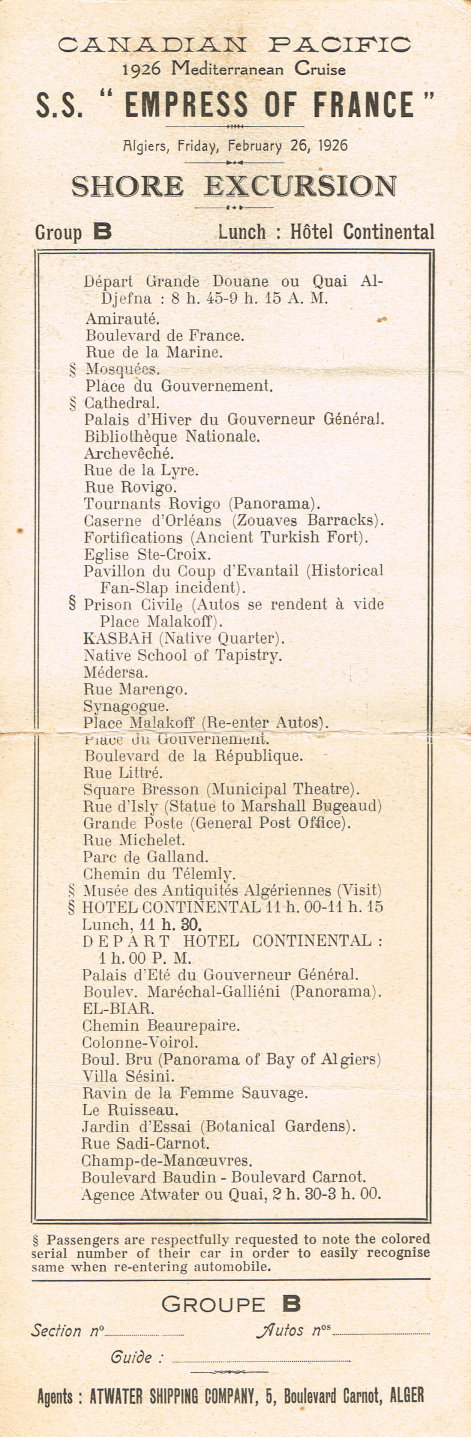 CANADIAN PACIFIC
1926 Mediterranean Cruise
S.S. “ EMPRESS OF FRANCE ”
Algiers, Friday, February 26, 1926
SHORE EXCURSION
Group B Lunch : Hôtel Continental
Départ Grande Douane ou Quai Al-
Djefna : 8 h. 45-9 h. 15 A. M.
Amirauté.
Boulevard de France.
Rue de la Marine.
§ Mosquées.
Place du Gouvernement.
§ Cathedral.
Palais d'Hiver du Gouverneur Général.
Bibliothèque Nationale.
Archevêché.
Rue de la Lyre.
Rue Rovigo.
Tournants Rovigo (Panorama).
Caserne d'Orléans (Zouaves Barracks).
Fortifications (Ancient Turkish Fort).
Eglise Ste-Croix.
Pavillon du Coup d'Evantail (Historical
Fan-Slap incident).
§ Prison Civile (Autos se rendent à vide
Place Malakoff).
KASBAH (Native Quarter).
Native School of Tapistry.
Médersa.
Rue Marengo.
Synagogue.
Place Malakoff (Re-enter Autos).
Place du Gouvernement.
Boulevard de la République.
Rue Littré.
Square Bresson (Municipal Theatre).
Rue d'Isly (Statue to Marshall Bugeaud)
Grande Poste (General Post Office).
Rue Michelet.
Parc de Galland.
Chemin du Télemly.
§ Musée des Antiquités Algériennes (Visit)
§ HOTEL CONTINENTAL 11 h. 00-11 h. 15
Lunch, 11 h. 30.
DEPART HOTEL CONTINENTAL :
1 h. 00 P. M.
Palais d'Eté du Gouverneur Général.
Boulev. Maréchal-Galliéni (Panorama).
EL-BIAR.
Chemin Beaurepaire.
Colonne-Voirol.
Boul. Bru (Panorama of Bay of Algiers)
Villa Sésini.
Ravin de la Femme Sauvage.
Le Ruisseau.
Jardin d'Essai (Botanical Gardens).
Rue Sadi-Carnot.
Champ-de-Manœuvres.
Boulevard Baudin - Boulevard Carnot.
Agence Atwater ou Quai, 2 h. 30-3 h. 00.
§ Passengers are respectfully requested to note the colored
serial number of their car in order to easily recognise
same when re-entering automobile.
GROUPE B
Section nº Autos nºs
Guide :
Agents : ATWATER SHIPPING COMPANY, 5, Boulevard Carnot, ALGER